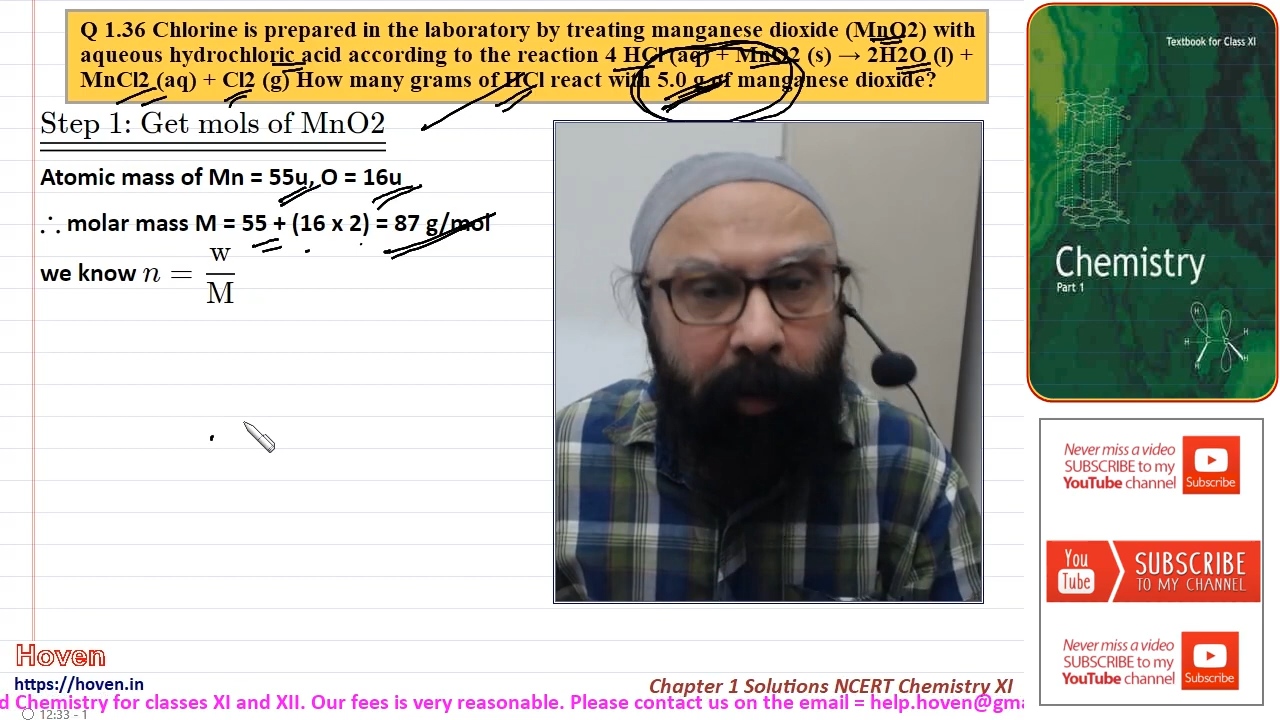 Q 1.36 Chlorine is prepared in the laboratory by treating manganese dioxide (MnO2) with
aqueous hydrochloric acid according to the reaction 4 HCl (aq) + MnO2 (s) → 2H2O (l) +
MnCl2 (aq) + Cl2 (g) How many grams of HCl react with 5.0 g of manganese dioxide?
Step 1: Get mols of MnO2
Atomic mass of Mn = 55u, O = 16u
∴ molar mass M = 55 + (16 x 2) = 87 g/mol
we know n = w/M
Textbook for Class XI
Chemistry
Part 1
H
H
H
C
C
H
H
H
Never miss a video
SUBSCRIBE to my
YouTube channel
Subscribe
You
Tube
SUBSCRIBE
TO MY CHANNEL
Never miss a video
SUBSCRIBE to my
YouTube channel
Subscribe
Hoven
https://hoven.in
Chapter 1 Solutions NCERT Chemistry XI
d Chemistry for classes XI and XII. Our fees is very reasonable. Please contact us on the email = help.hoven@gma
12:33 - 1